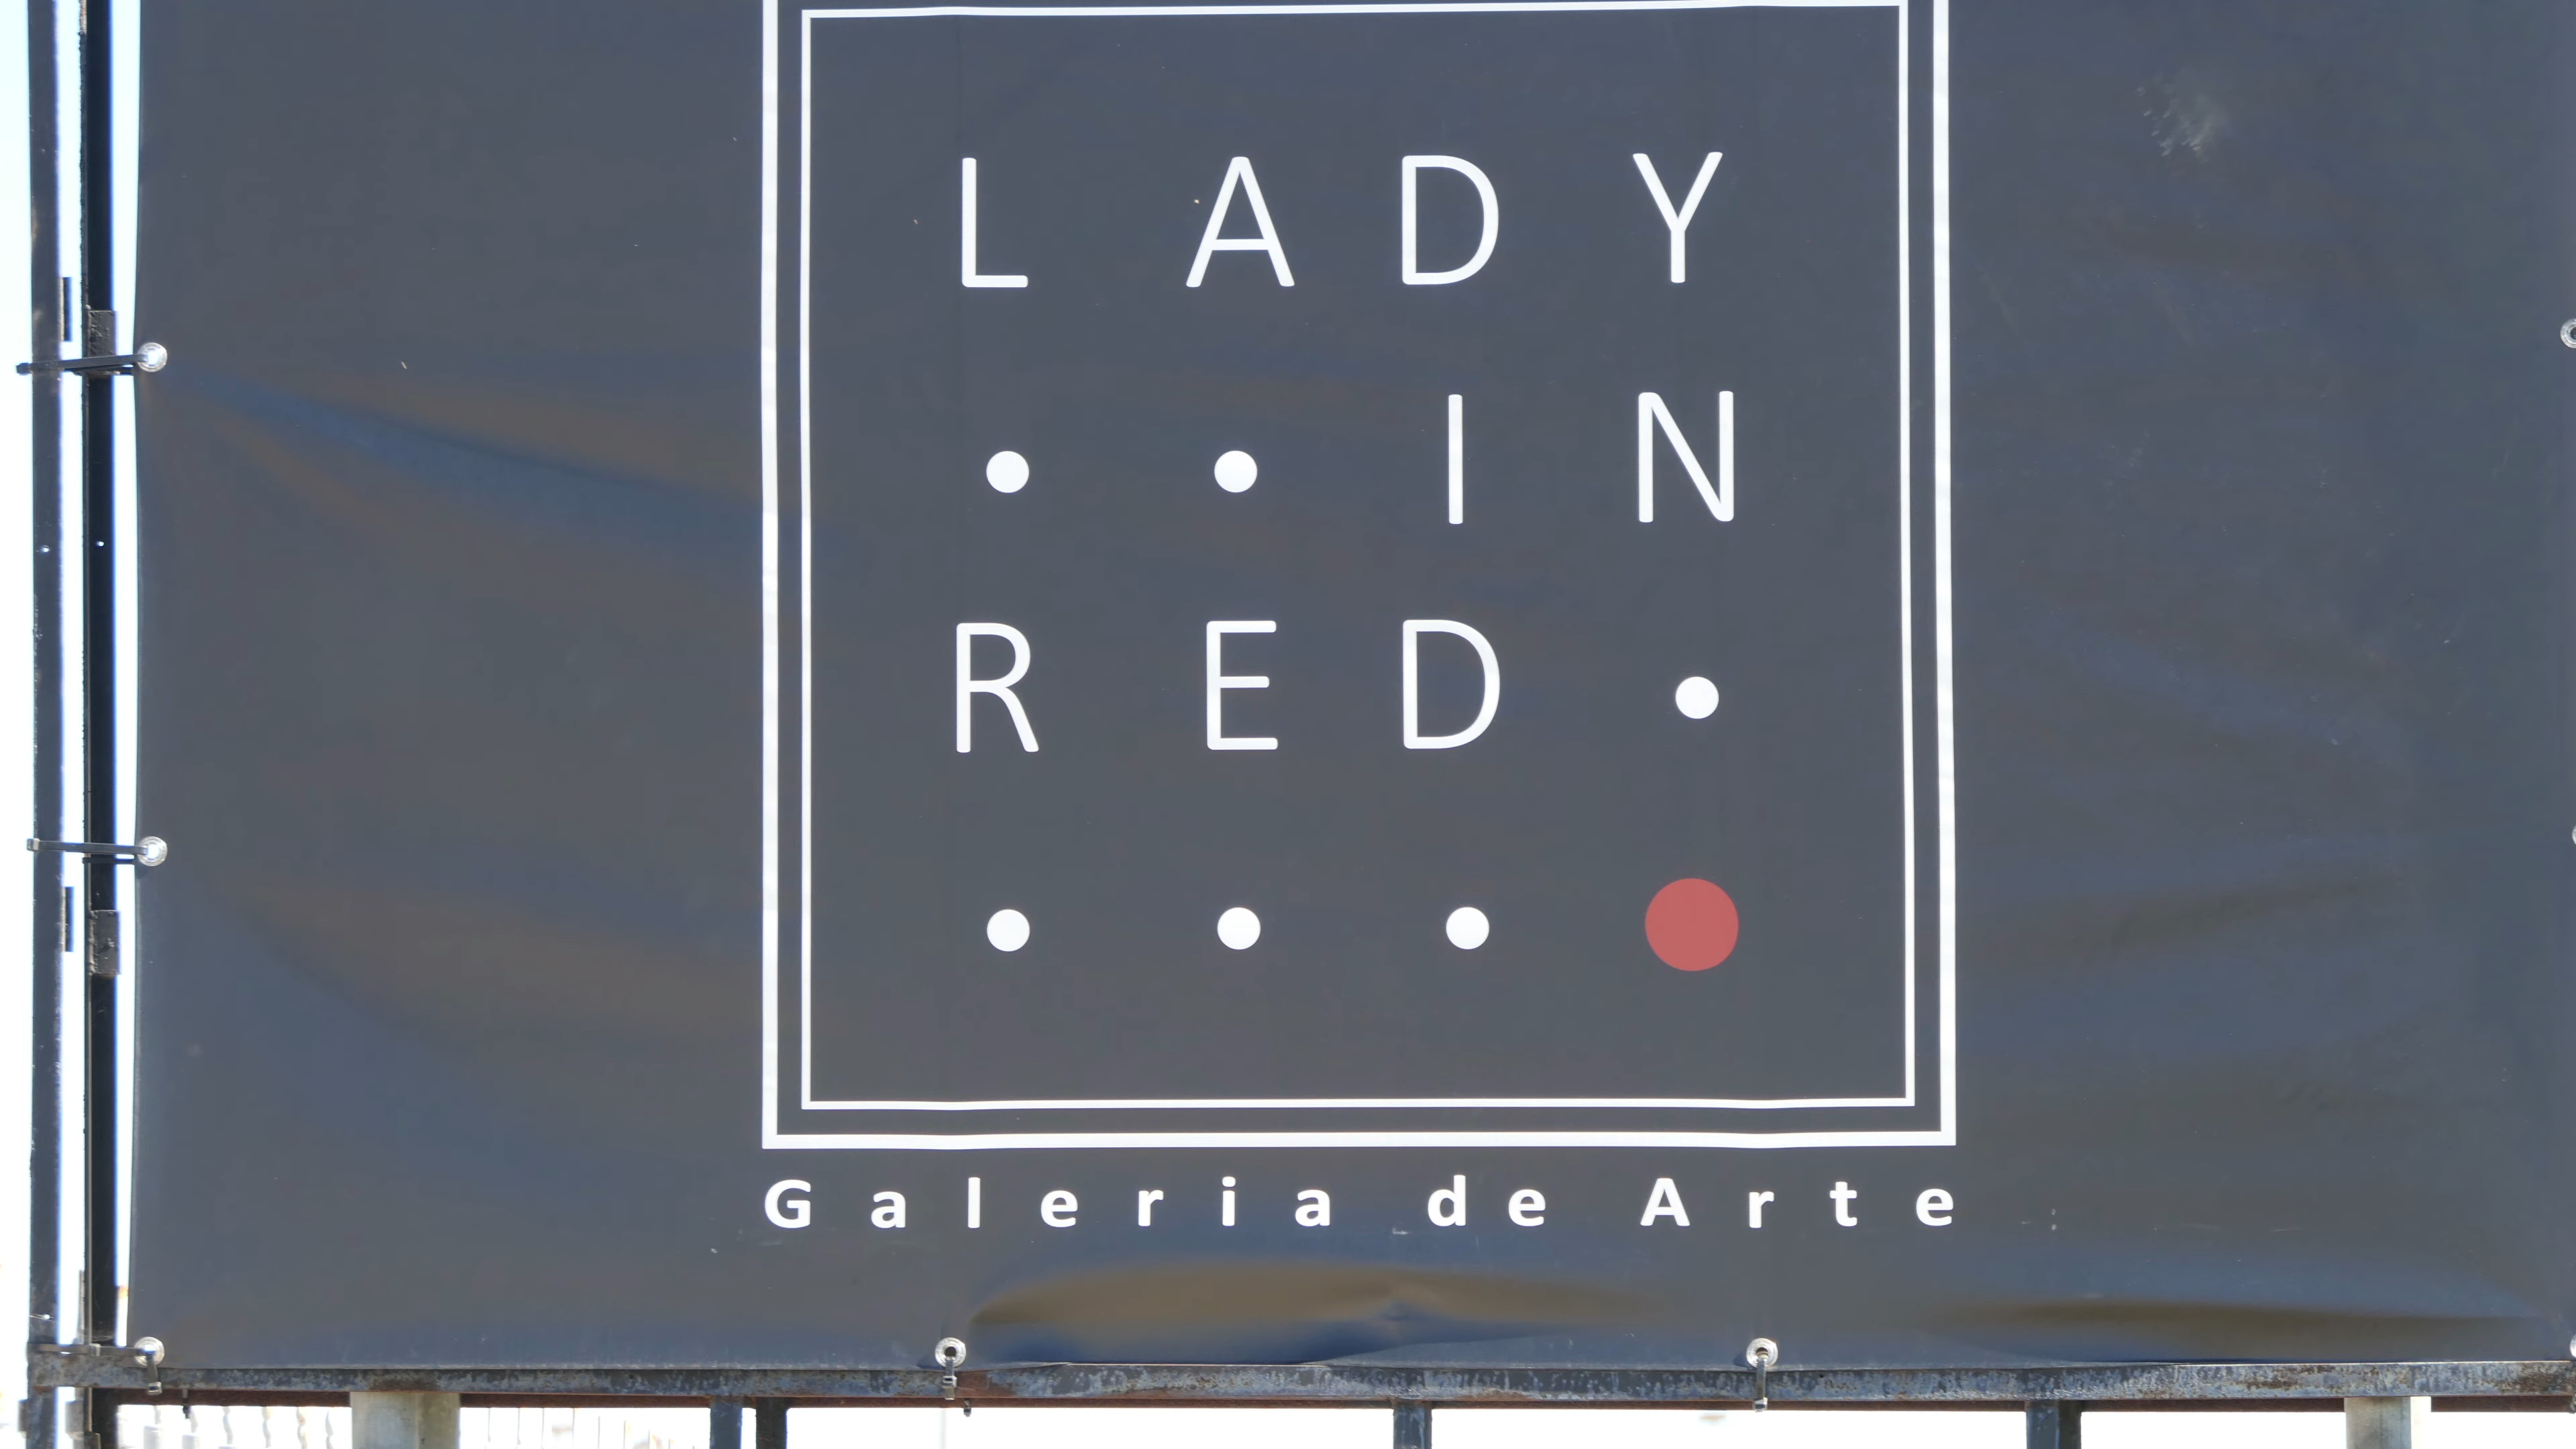 LADY
• • IN
RED •
• • • ●
Galeria de Arte